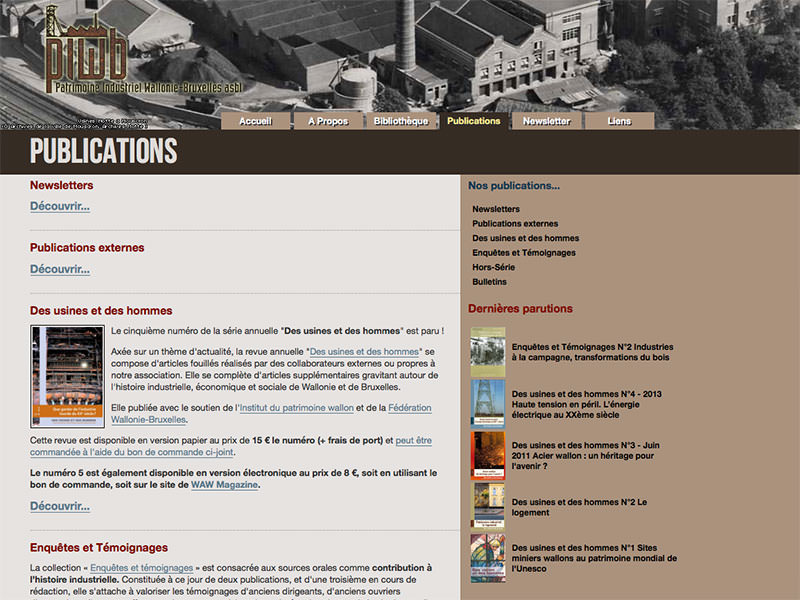 piwb
Patrimoine Industriel Wallonie-Bruxelles asbl
Accueil
A Propos
Bibliothèque
Publications
Newsletter
Liens
PUBLICATIONS
Newsletters
Découvrir...
Publications externes
Découvrir...
Des usines et des hommes
Le cinquième numéro de la série annuelle "Des usines et des hommes" est paru !
Axée sur un thème d'actualité, la revue annuelle "Des usines et des hommes" se
compose d'articles fouillés réalisés par des collaborateurs externes ou propres à
notre association. Elle se complète d'articles supplémentaires gravitant autour de
l'histoire industrielle, économique et sociale de Wallonie et de Bruxelles.
Elle publiée avec le soutien de l'Institut du patrimoine wallon et de la Fédération
Wallonie-Bruxelles.
Cette revue est disponible en version papier au prix de 15 € le numéro (+ frais de port) et peut être
commandée à l'aide du bon de commande ci-joint.
Le numéro 5 est également disponible en version électronique au prix de 8 €, soit en utilisant le
bon de commande, soit sur le site de WAW Magazine.
Découvrir...
Enquêtes et Témoignages
La collection « Enquêtes et témoignages » est consacrée aux sources orales comme contribution à
l'histoire industrielle. Constituée à ce jour de deux publications, et d'une troisième en cours de
rédaction, elle s'attache à valoriser les témoignages d'anciens dirigeants, d'anciens ouvriers
Nos publications...
Newsletters
Publications externes
Des usines et des hommes
Enquêtes et Témoignages
Hors-Série
Bulletins
Dernières parutions
Enquêtes et Témoignages N°2 Industries
à la campagne, transformations du bois
Des usines et des hommes N°4 - 2013
Haute tension en péril. L'énergie
électrique au XXème siècle
Des usines et des hommes N°3 - Juin
2011 Acier wallon : un héritage pour
l'avenir ?
Des usines et des hommes N°2 Le
logement
Des usines et des hommes N°1 Sites
miniers wallons au patrimoine mondial de
l'Unesco